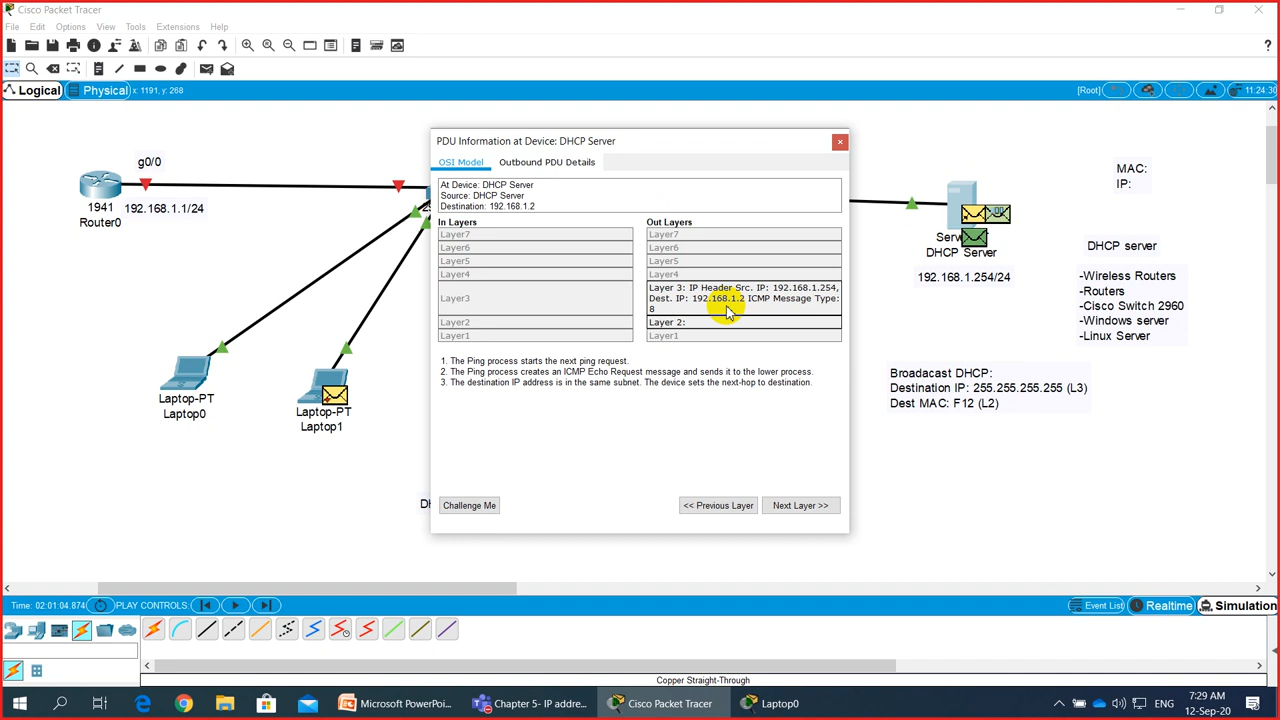 Cisco Packet Tracer
File Edit Options View Tools Extensions Help
Logical Physical x: 1191, y: 268 [Root] 11:24:30
PDU Information at Device: DHCP Server
OSI Model Outbound PDU Details
At Device: DHCP Server
Source: DHCP Server
Destination: 192.168.1.2
In Layers Out Layers
Layer7 Layer7
Layer6 Layer6
Layer5 Layer5
Layer4 Layer4
Layer3
Layer 3: IP Header Src. IP: 192.168.1.254,
Dest. IP: 192.168.1.2 ICMP Message Type:
8
Layer2 Layer 2:
Layer1 Layer1
1. The Ping process starts the next ping request.
2. The Ping process creates an ICMP Echo Request message and sends it to the lower process.
3. The destination IP address is in the same subnet. The device sets the next-hop to destination.
Challenge Me << Previous Layer Next Layer >>
g0/0
192.168.1.1/24
1941
Router0
Laptop-PT
Laptop0
Laptop-PT
Laptop1
DHCP Server
192.168.1.254/24
MAC:
IP:
DHCP server
-Wireless Routers
-Routers
-Cisco Switch 2960
-Windows server
-Linux Server
Broadacast DHCP:
Destination IP: 255.255.255.255 (L3)
Dest MAC: F12 (L2)
Time: 02:01:04.874 PLAY CONTROLS: Event List Realtime Simulation
Copper Straight-Through
Microsoft PowerPoi... Chapter 5- IP addre... Cisco Packet Tracer Laptop0
ENG
7:29 AM
12-Sep-20